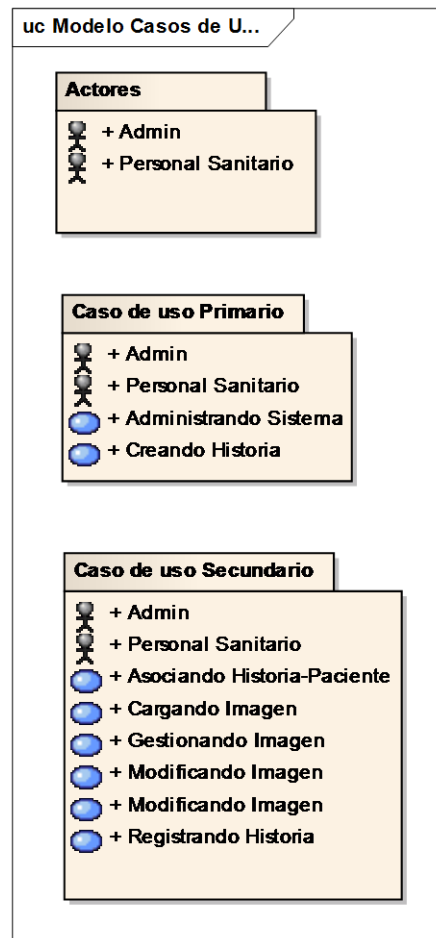 uc Modelo Casos de U...
Actores
+ Admin
+ Personal Sanitario
Caso de uso Primario
+ Admin
+ Personal Sanitario
+ Administrando Sistema
+ Creando Historia
Caso de uso Secundario
+ Admin
+ Personal Sanitario
+ Asociando Historia-Paciente
+ Cargando Imagen
+ Gestionando Imagen
+ Modificando Imagen
+ Modificando Imagen
+ Registrando Historia